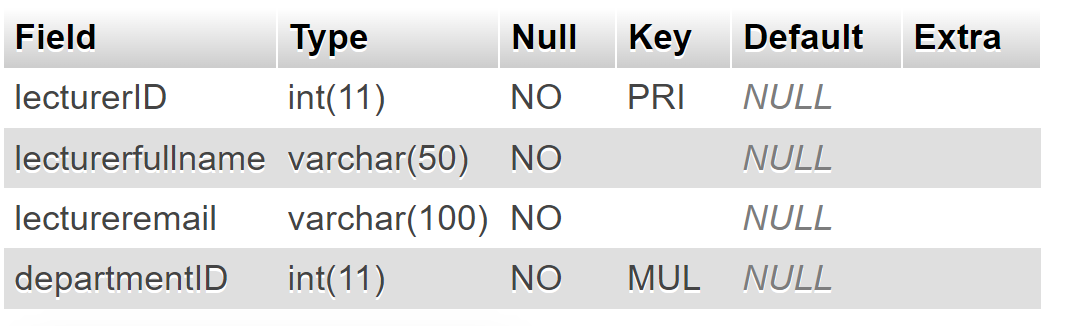 Field Type Null Key Default Extra
lecturerID int(11) NO PRI NULL
lecturerfullname varchar(50) NO NULL
lectureremail varchar(100) NO NULL
departmentID int(11) NO MUL NULL